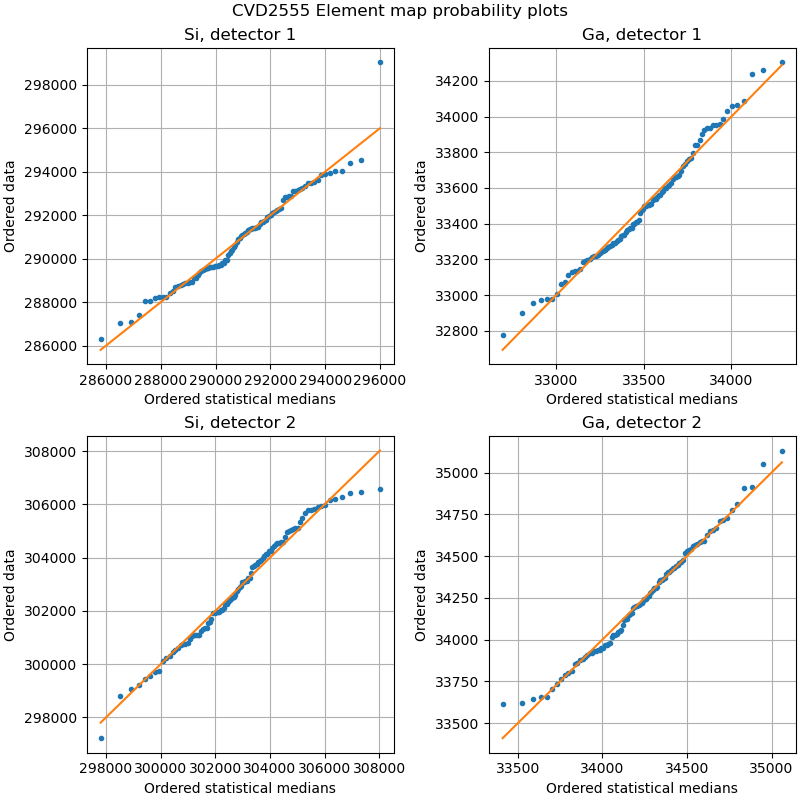 CVD2555 Element map probability plots
Si, detector 1
Ordered data
298000
296000
294000
292000
290000
288000
286000
286000 288000 290000 292000 294000 296000
Ordered statistical medians
Ga, detector 1
Ordered data
34200
34000
33800
33600
33400
33200
33000
32800
33000 33500 34000
Ordered statistical medians
Si, detector 2
Ordered data
308000
306000
304000
302000
300000
298000
298000 300000 302000 304000 306000 308000
Ordered statistical medians
Ga, detector 2
Ordered data
35000
34750
34500
34250
34000
33750
33500
33500 34000 34500 35000
Ordered statistical medians